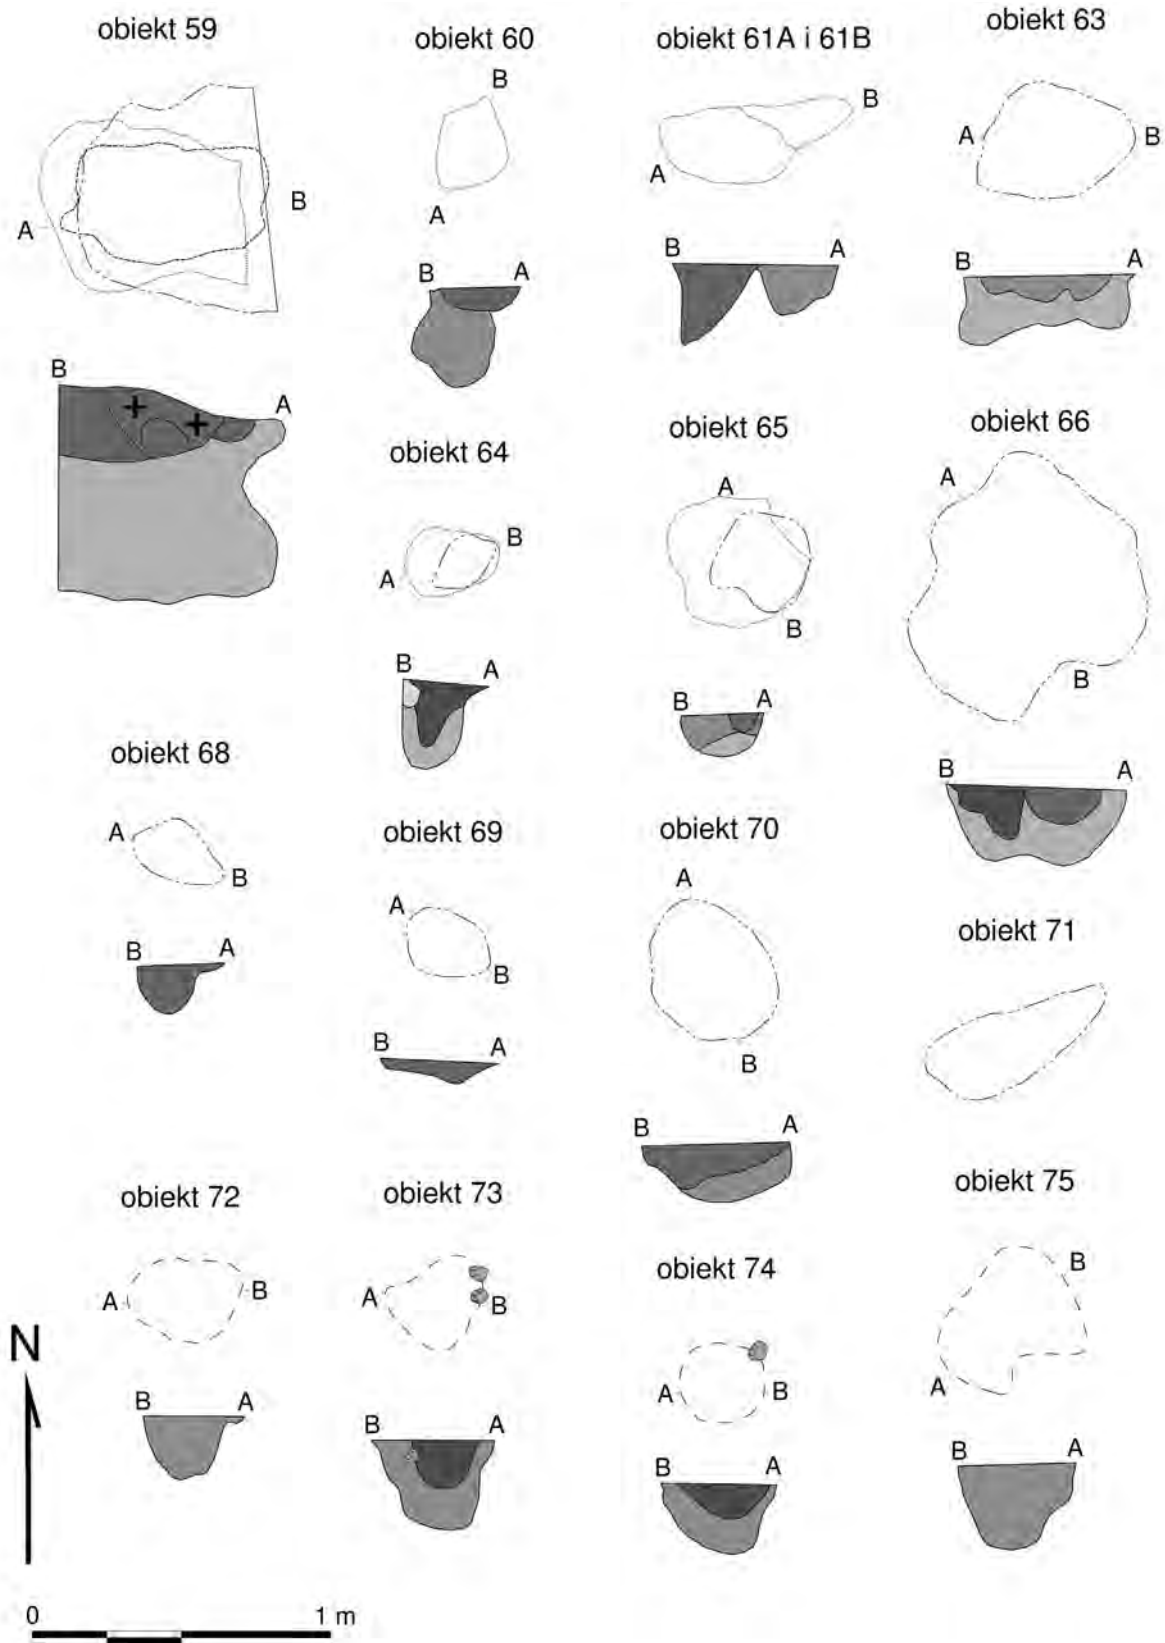 obiekt 59
A
B
B
A
obiekt 60
B
A
B
A
obiekt 61A i 61B
B
A
B
A
obiekt 63
A
B
B
A
obiekt 64
B
A
B
A
obiekt 65
A
B
B
A
obiekt 66
A
B
B
A
obiekt 68
A
B
B
A
obiekt 69
A
B
B
A
obiekt 70
A
B
B
A
obiekt 71
obiekt 72
A
B
B
A
obiekt 73
A
B
B
A
obiekt 74
A
B
B
A
obiekt 75
B
A
B
A
N
0 1 m